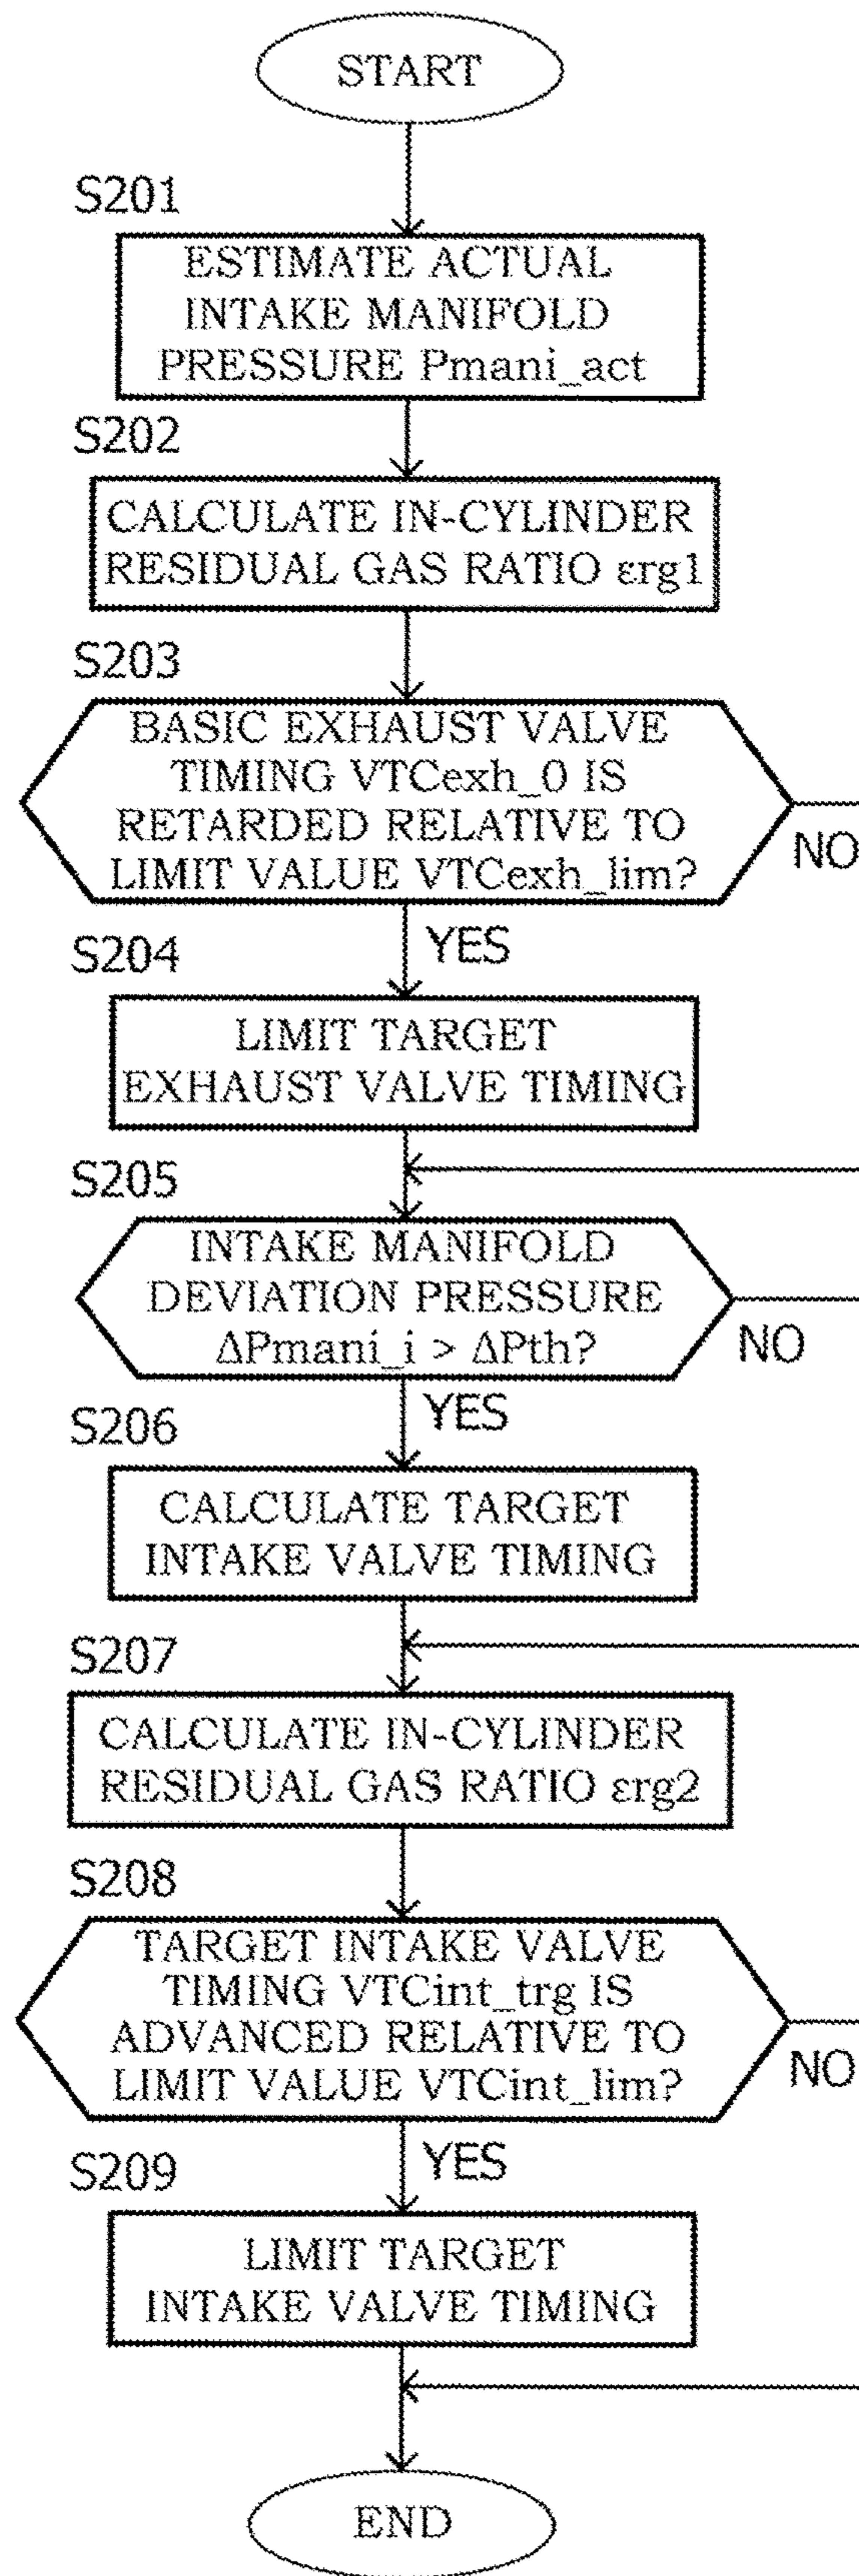 START
S201
ESTIMATE ACTUAL
INTAKE MANIFOLD
PRESSURE Pmani_act
S202
CALCULATE IN-CYLINDER
RESIDUAL GAS RATIO εrg1
S203
BASIC EXHAUST VALVE
TIMING VTCexh_0 IS
RETARDED RELATIVE TO
LIMIT VALUE VTCexh_lim?
NO
YES
S204
LIMIT TARGET
EXHAUST VALVE TIMING
S205
INTAKE MANIFOLD
DEVIATION PRESSURE
ΔPmani_i > ΔPth?
NO
YES
S206
CALCULATE TARGET
INTAKE VALVE TIMING
S207
CALCULATE IN-CYLINDER
RESIDUAL GAS RATIO εrg2
S208
TARGET INTAKE VALVE
TIMING VTCint_trg IS
ADVANCED RELATIVE TO
LIMIT VALUE VTCint_lim?
NO
YES
S209
LIMIT TARGET
INTAKE VALVE TIMING
END